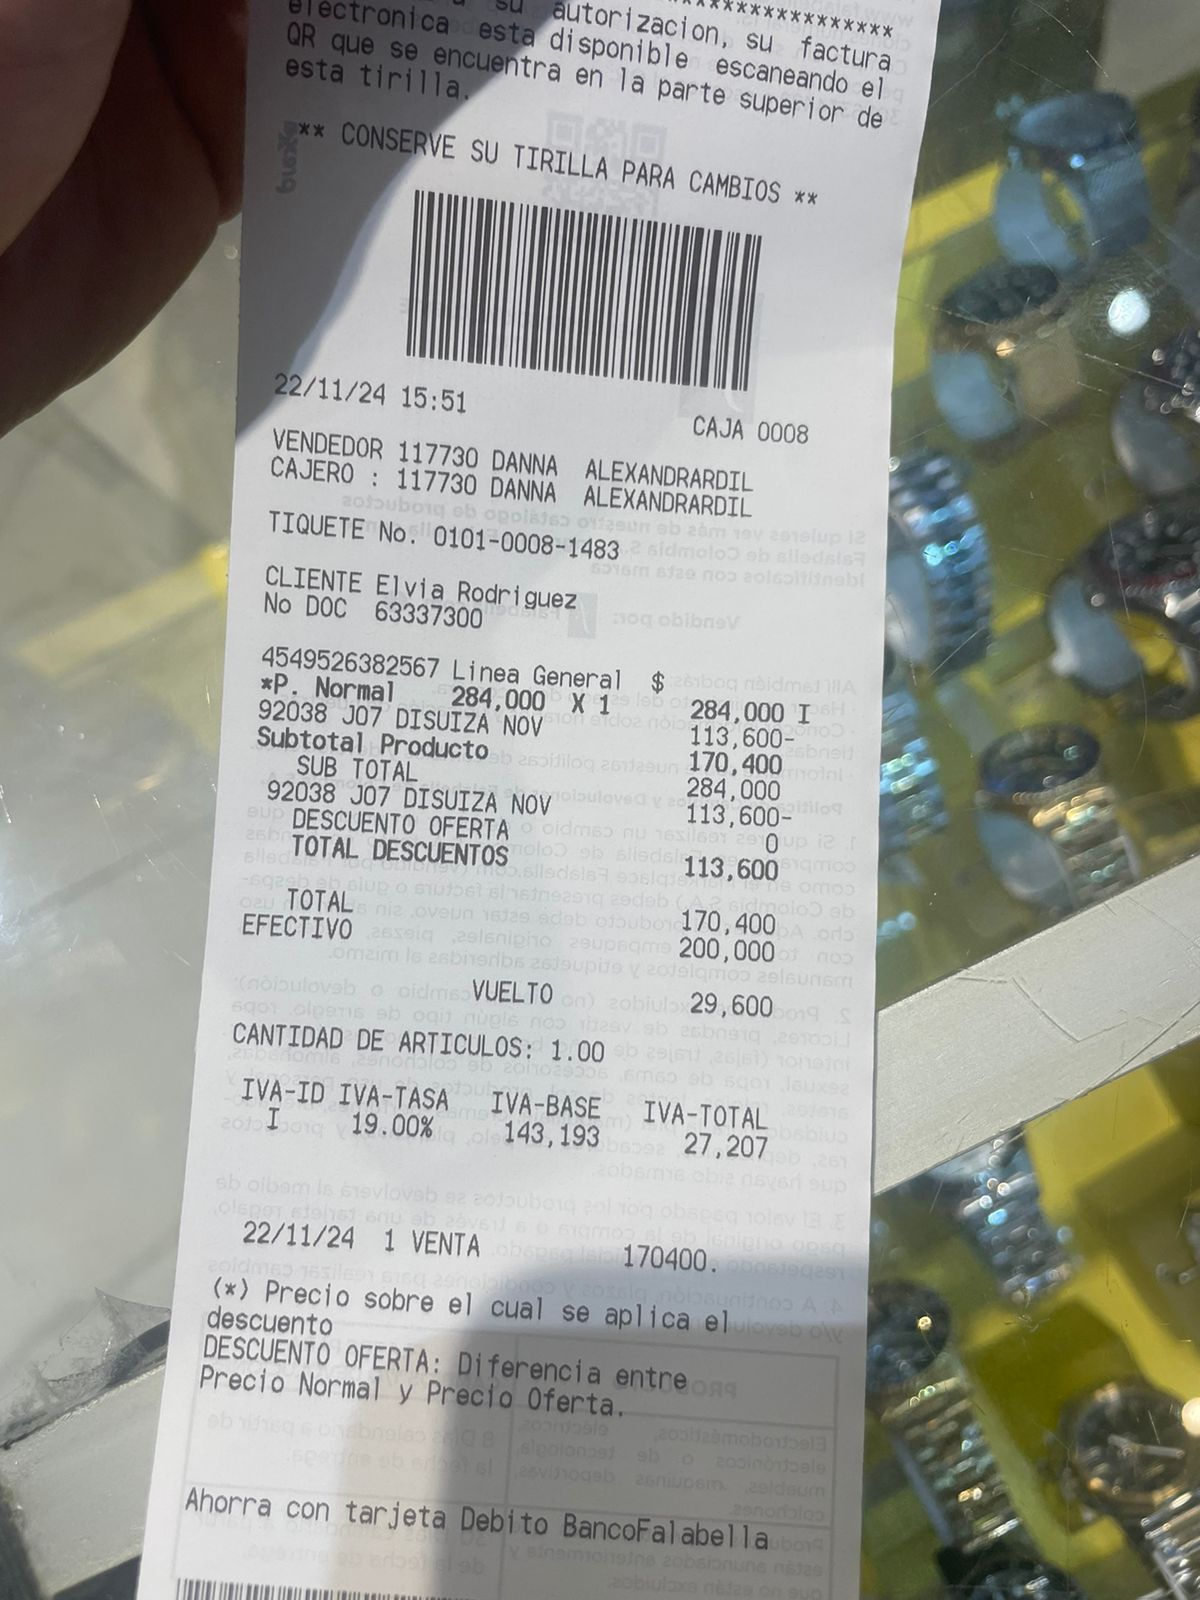 ***************
su autorizacion, su factura
electronica esta disponible escaneando el
QR que se encuentra en la parte superior de
esta tirilla.
** CONSERVE SU TIRILLA PARA CAMBIOS **
22/11/24 15:51 CAJA 0008
VENDEDOR 117730 DANNA ALEXANDRARDIL
CAJERO : 117730 DANNA ALEXANDRARDIL
TIQUETE No. 0101-0008-1483
CLIENTE Elvia Rodriguez
No DOC 63337300
4549526382567 Linea General $
*P. Normal 284,000 X 1 284,000 I
92038 J07 DISUIZA NOV 113,600-
Subtotal Producto 170,400
SUB TOTAL 284,000
92038 J07 DISUIZA NOV 113,600-
DESCUENTO OFERTA 0
TOTAL DESCUENTOS 113,600
TOTAL 170,400
EFECTIVO 200,000
VUELTO 29,600
CANTIDAD DE ARTICULOS: 1.00
IVA-ID IVA-TASA IVA-BASE IVA-TOTAL
I 19.00% 143,193 27,207
22/11/24 1 VENTA 170400.
(*) Precio sobre el cual se aplica el
descuento
DESCUENTO OFERTA: Diferencia entre
Precio Normal y Precio Oferta.
Ahorra con tarjeta Debito BancoFalabella